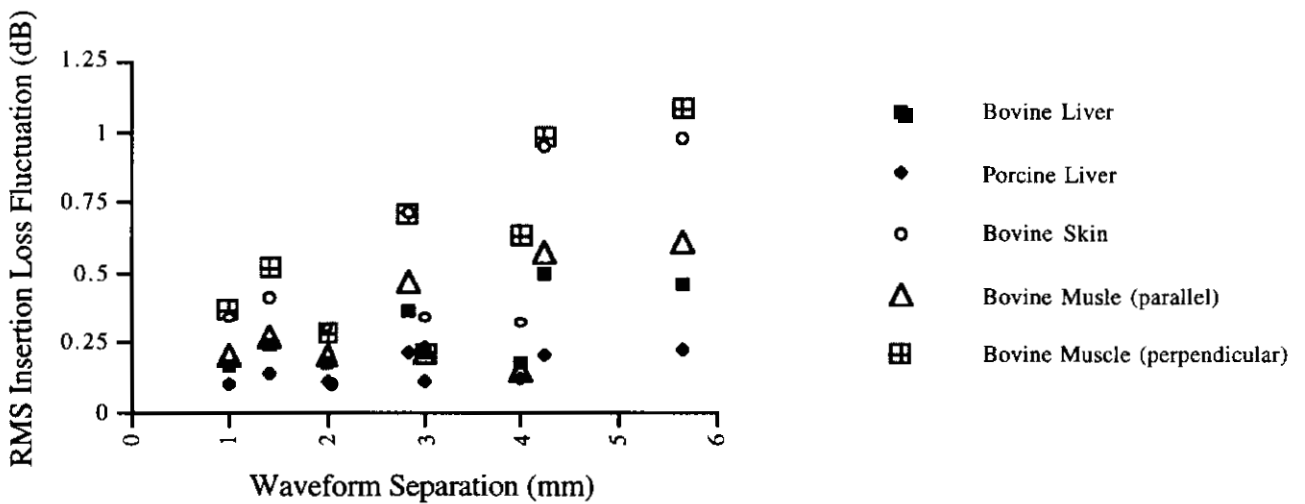 RMS Insertion Loss Fluctuation (dB)
1.25
1
0.75
0.5
0.25
0
0 1 2 3 4 5 6
Waveform Separation (mm)
Bovine Liver
Porcine Liver
Bovine Skin
Bovine Musle (parallel)
Bovine Muscle (perpendicular)